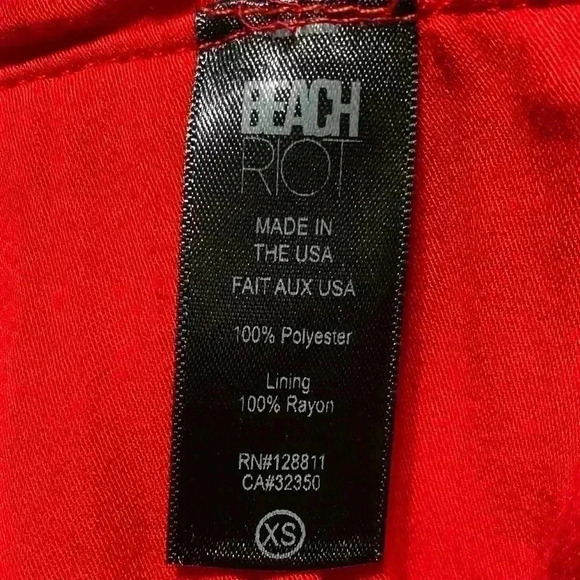 BEACH
RIOT
MADE IN
THE USA
FAIT AUX USA
100% Polyester
Lining
100% Rayon
RN#128811
CA#32350
XS